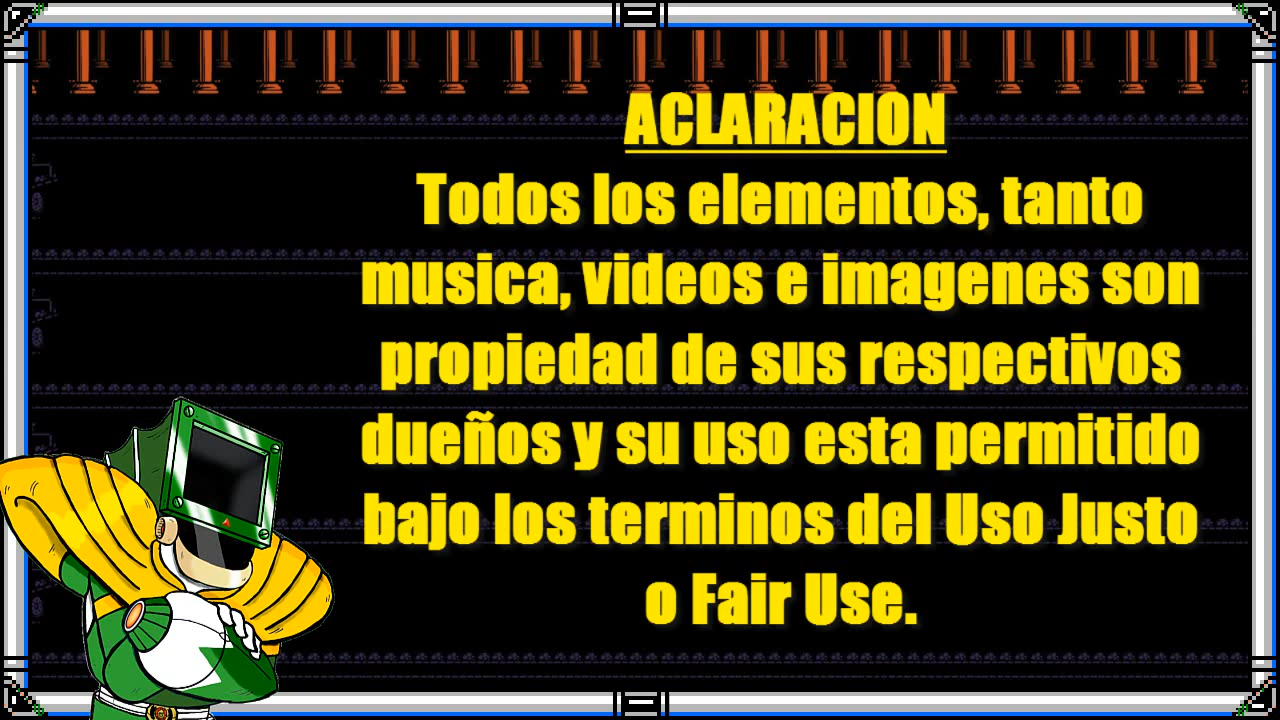 ACLARACION
Todos los elementos, tanto
musica, videos e imagenes son
propiedad de sus respectivos
dueños y su uso esta permitido
bajo los terminos del Uso Justo
o Fair Use.